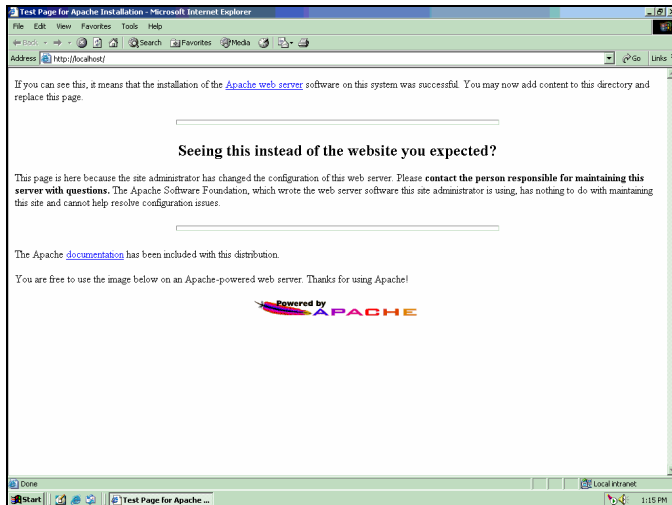 Test Page for Apache Installation - Microsoft Internet Explorer
File Edit View Favorites Tools Help
Back Search Favorites Media
Address http://localhost/ Go Links
If you can see this, it means that the installation of the Apache web server software on this system was successful. You may now add content to this directory and
replace this page.
Seeing this instead of the website you expected?
This page is here because the site administrator has changed the configuration of this web server. Please contact the person responsible for maintaining this
server with questions. The Apache Software Foundation, which wrote the web server software this site administrator is using, has nothing to do with maintaining
this site and cannot help resolve configuration issues.
The Apache documentation has been included with this distribution.
You are free to use the image below on an Apache-powered web server. Thanks for using Apache!
Powered by
APACHE
Done Local intranet
Start Test Page for Apache ... 1:15 PM